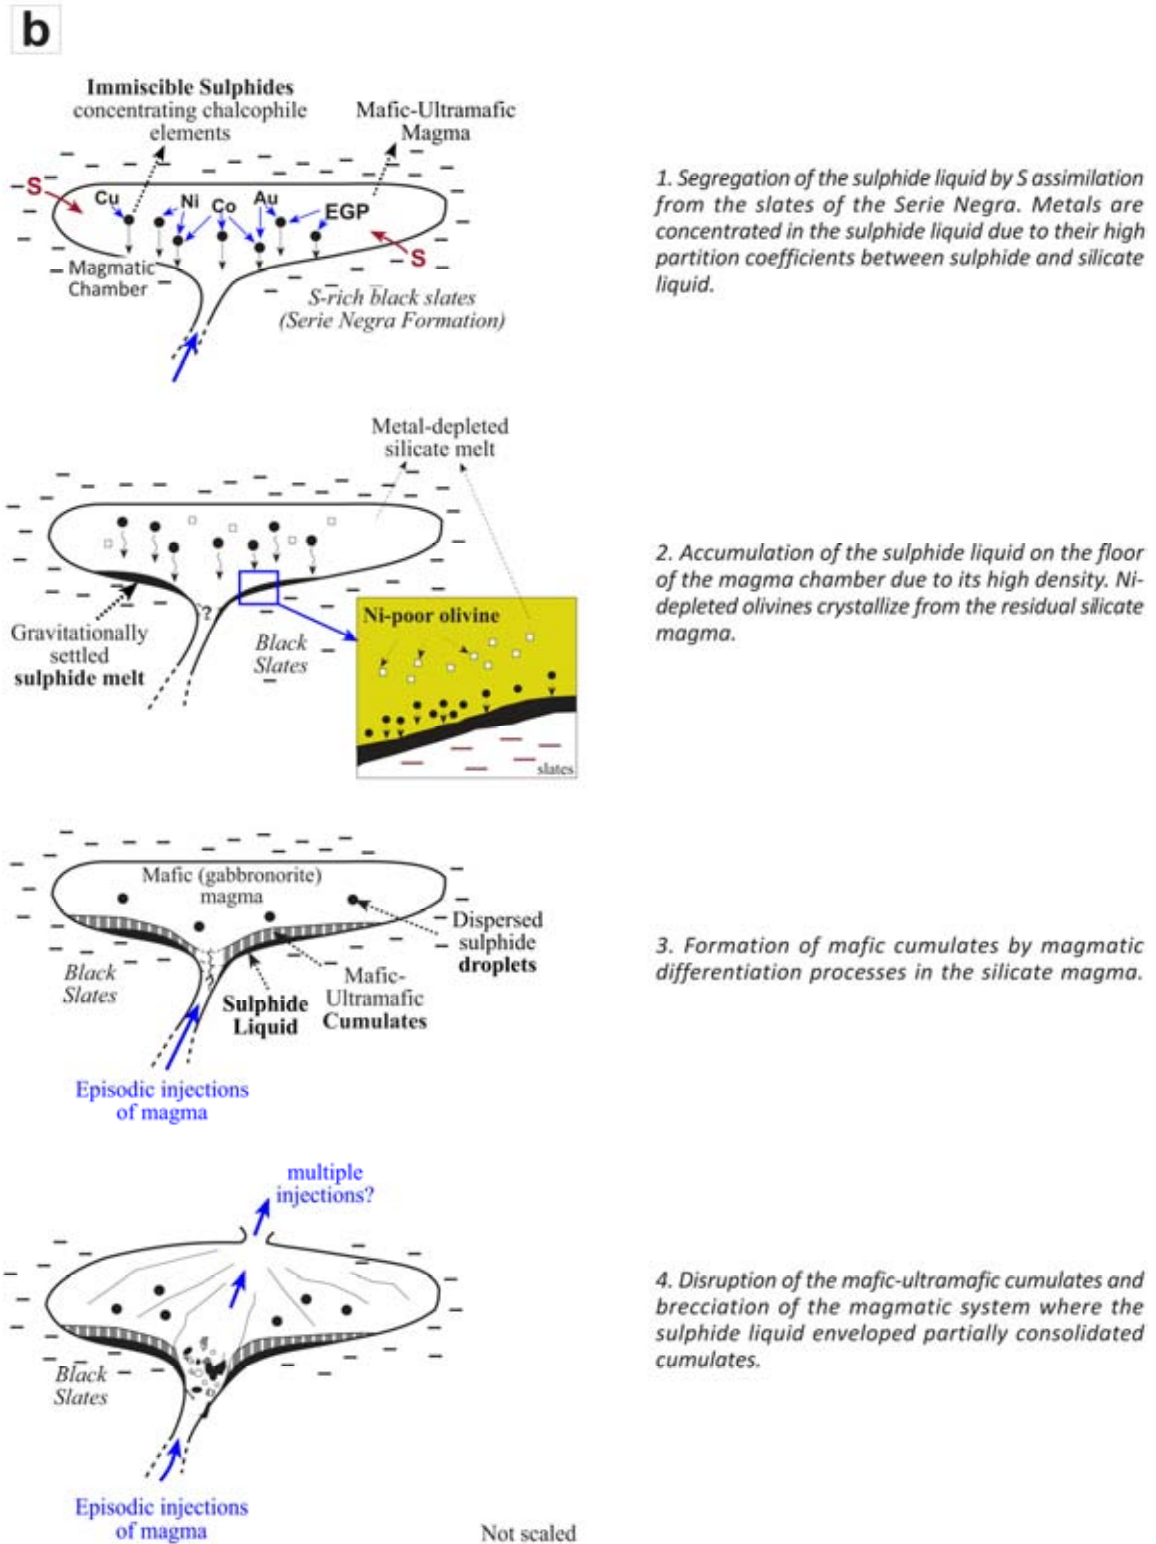 b
Immiscible Sulphides
concentrating chalcophile
elements
Mafic-Ultramafic
Magma
S
Cu
Ni
Co
Au
EGP
S
Magmatic
Chamber
S-rich black slates
(Serie Negra Formation)
1. Segregation of the sulphide liquid by S assimilation
from the slates of the Serie Negra. Metals are
concentrated in the sulphide liquid due to their high
partition coefficients between sulphide and silicate
liquid.
Metal-depleted
silicate melt
?
Gravitationally
settled
sulphide melt
Black
Slates
Ni-poor olivine
slates
2. Accumulation of the sulphide liquid on the floor
of the magma chamber due to its high density. Ni-
depleted olivines crystallize from the residual silicate
magma.
Mafic (gabbronorite)
magma
Dispersed
sulphide
droplets
Black
Slates
?
Sulphide
Liquid
Mafic-
Ultramafic
Cumulates
Episodic injections
of magma
3. Formation of mafic cumulates by magmatic
differentiation processes in the silicate magma.
multiple
injections?
Black
Slates
Episodic injections
of magma
4. Disruption of the mafic-ultramafic cumulates and
brecciation of the magmatic system where the
sulphide liquid enveloped partially consolidated
cumulates.
Not scaled